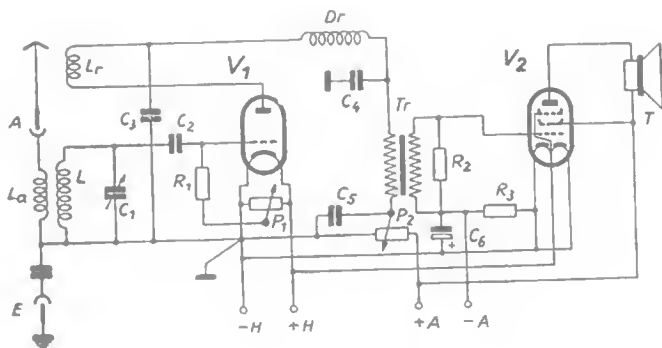 Dr
Lr
V1
V2
C4
A
C3
C2
Tr
T
La
L
C1
R1
P1
C5
P2
R2
R3
C6
+
E
-H
+H
+A
-A